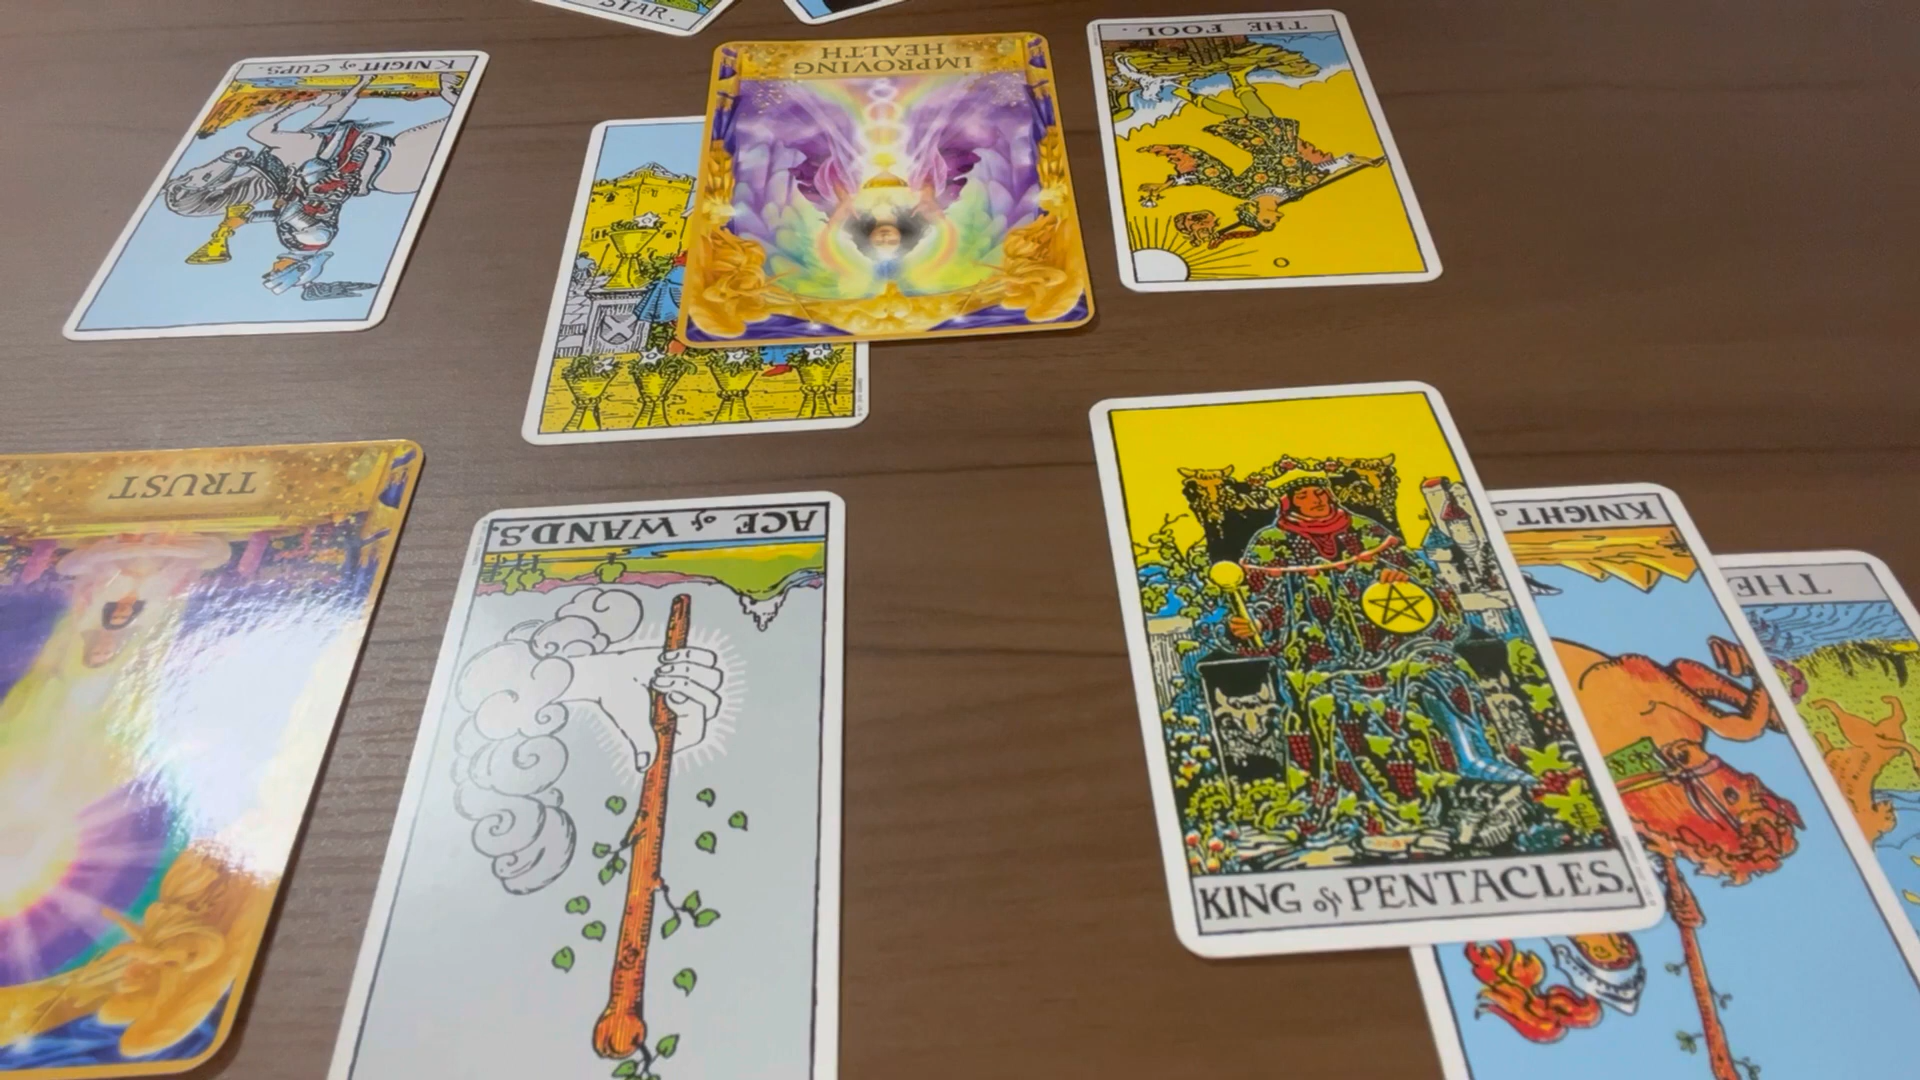 STAR.
THE FOOL.
IMPROVING
HEALTH
KNIGHT of CUPS.
O
TRUST
KNIGHT
ACE of WANDS.
THE
KING of PENTACLES.